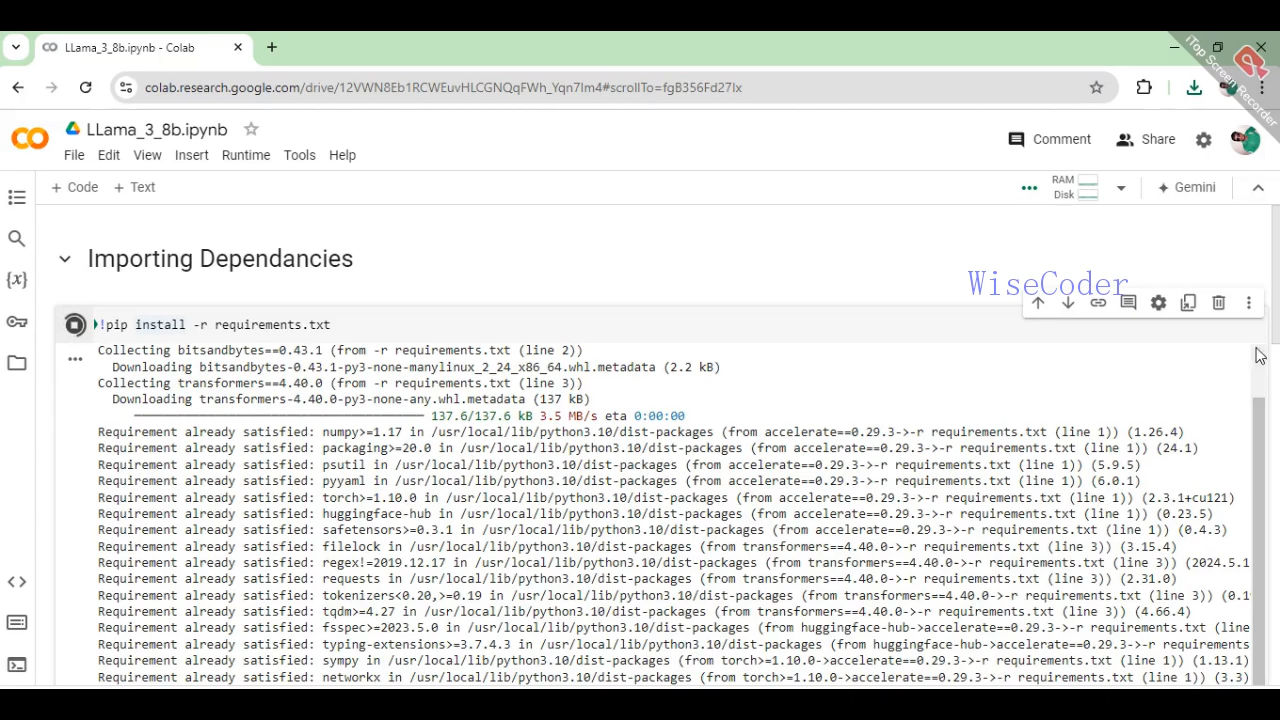 LLama_3_8b.ipynb - Colab
iTop Screen Recorder
colab.research.google.com/drive/12VWN8Eb1RCWEuvHLCGNQqFWh_Yqn7Im4#scrollTo=fgB356Fd27lx
LLama_3_8b.ipynb
Comment Share
File Edit View Insert Runtime Tools Help
+ Code + Text
RAM
Disk
Gemini
Importing Dependancies
WiseCoder
!pip install -r requirements.txt
Collecting bitsandbytes==0.43.1 (from -r requirements.txt (line 2))
Downloading bitsandbytes-0.43.1-py3-none-manylinux_2_24_x86_64.whl.metadata (2.2 kB)
Collecting transformers==4.40.0 (from -r requirements.txt (line 3))
Downloading transformers-4.40.0-py3-none-any.whl.metadata (137 kB)
137.6/137.6 kB 3.5 MB/s eta 0:00:00
Requirement already satisfied: numpy>=1.17 in /usr/local/lib/python3.10/dist-packages (from accelerate==0.29.3->-r requirements.txt (line 1)) (1.26.4)
Requirement already satisfied: packaging>=20.0 in /usr/local/lib/python3.10/dist-packages (from accelerate==0.29.3->-r requirements.txt (line 1)) (24.1)
Requirement already satisfied: psutil in /usr/local/lib/python3.10/dist-packages (from accelerate==0.29.3->-r requirements.txt (line 1)) (5.9.5)
Requirement already satisfied: pyyaml in /usr/local/lib/python3.10/dist-packages (from accelerate==0.29.3->-r requirements.txt (line 1)) (6.0.1)
Requirement already satisfied: torch>=1.10.0 in /usr/local/lib/python3.10/dist-packages (from accelerate==0.29.3->-r requirements.txt (line 1)) (2.3.1+cu121)
Requirement already satisfied: huggingface-hub in /usr/local/lib/python3.10/dist-packages (from accelerate==0.29.3->-r requirements.txt (line 1)) (0.23.5)
Requirement already satisfied: safetensors>=0.3.1 in /usr/local/lib/python3.10/dist-packages (from accelerate==0.29.3->-r requirements.txt (line 1)) (0.4.3)
Requirement already satisfied: filelock in /usr/local/lib/python3.10/dist-packages (from transformers==4.40.0->-r requirements.txt (line 3)) (3.15.4)
Requirement already satisfied: regex!=2019.12.17 in /usr/local/lib/python3.10/dist-packages (from transformers==4.40.0->-r requirements.txt (line 3)) (2024.5.1
Requirement already satisfied: requests in /usr/local/lib/python3.10/dist-packages (from transformers==4.40.0->-r requirements.txt (line 3)) (2.31.0)
Requirement already satisfied: tokenizers<0.20,>=0.19 in /usr/local/lib/python3.10/dist-packages (from transformers==4.40.0->-r requirements.txt (line 3)) (0.1
Requirement already satisfied: tqdm>=4.27 in /usr/local/lib/python3.10/dist-packages (from transformers==4.40.0->-r requirements.txt (line 3)) (4.66.4)
Requirement already satisfied: fsspec>=2023.5.0 in /usr/local/lib/python3.10/dist-packages (from huggingface-hub->accelerate==0.29.3->-r requirements.txt (line
Requirement already satisfied: typing-extensions>=3.7.4.3 in /usr/local/lib/python3.10/dist-packages (from huggingface-hub->accelerate==0.29.3->-r requirements
Requirement already satisfied: sympy in /usr/local/lib/python3.10/dist-packages (from torch>=1.10.0->accelerate==0.29.3->-r requirements.txt (line 1)) (1.13.1)
Requirement already satisfied: networkx in /usr/local/lib/python3.10/dist-packages (from torch>=1.10.0->accelerate==0.29.3->-r requirements.txt (line 1)) (3.3)